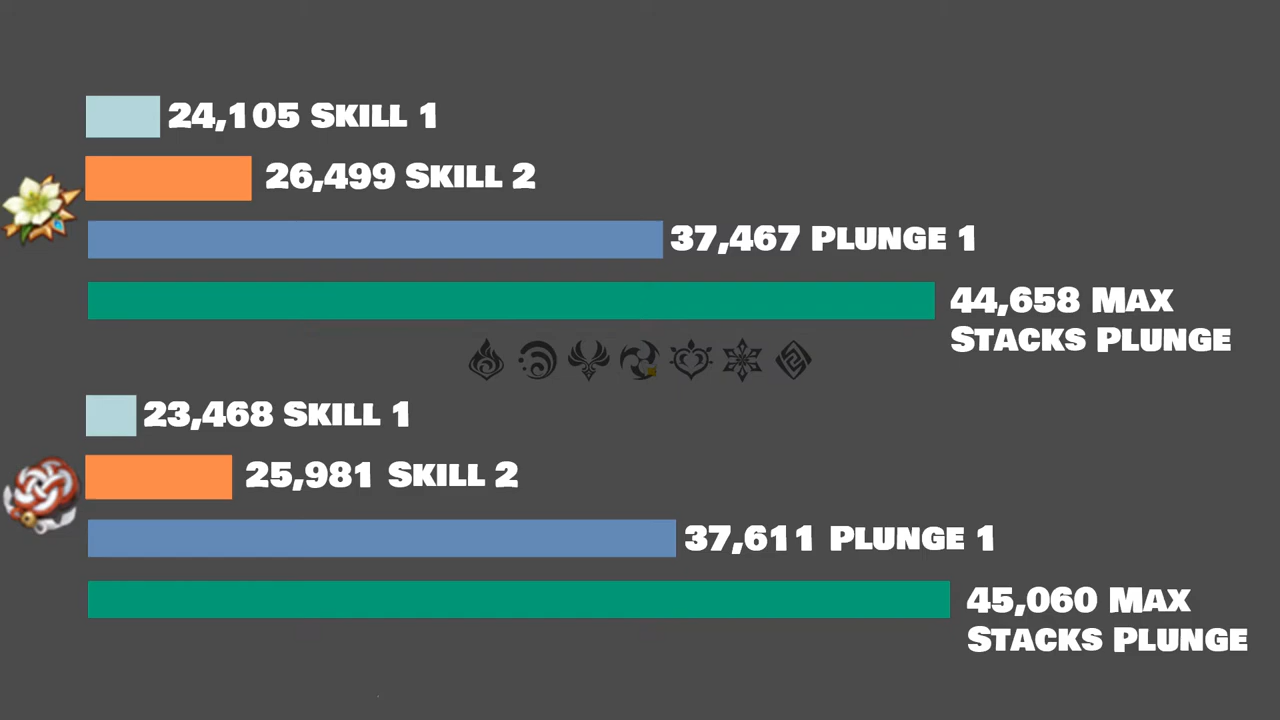 24,105 Skill 1
26,499 Skill 2
37,467 Plunge 1
44,658 Max
Stacks Plunge
23,468 Skill 1
25,981 Skill 2
37,611 Plunge 1
45,060 Max
Stacks Plunge